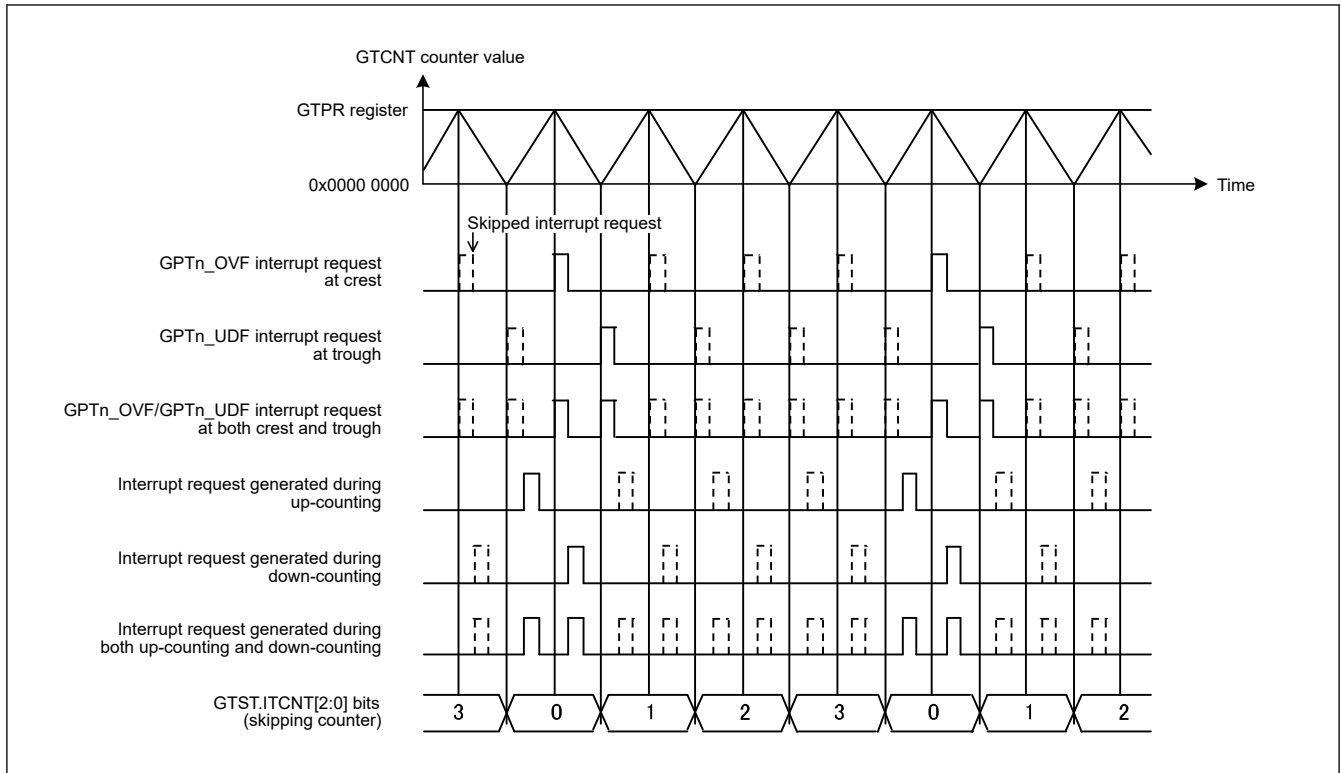 GTCNT counter value
GTPR register
0x0000 0000
Time
Skipped interrupt request
GPTn_OVF interrupt request
at crest
GPTn_UDF interrupt request
at trough
GPTn_OVF/GPTn_UDF interrupt request
at both crest and trough
Interrupt request generated during
up-counting
Interrupt request generated during
down-counting
Interrupt request generated during
both up-counting and down-counting
GTST.ITCNT[2:0] bits
(skipping counter)
3 0 1 2 3 0 1 2